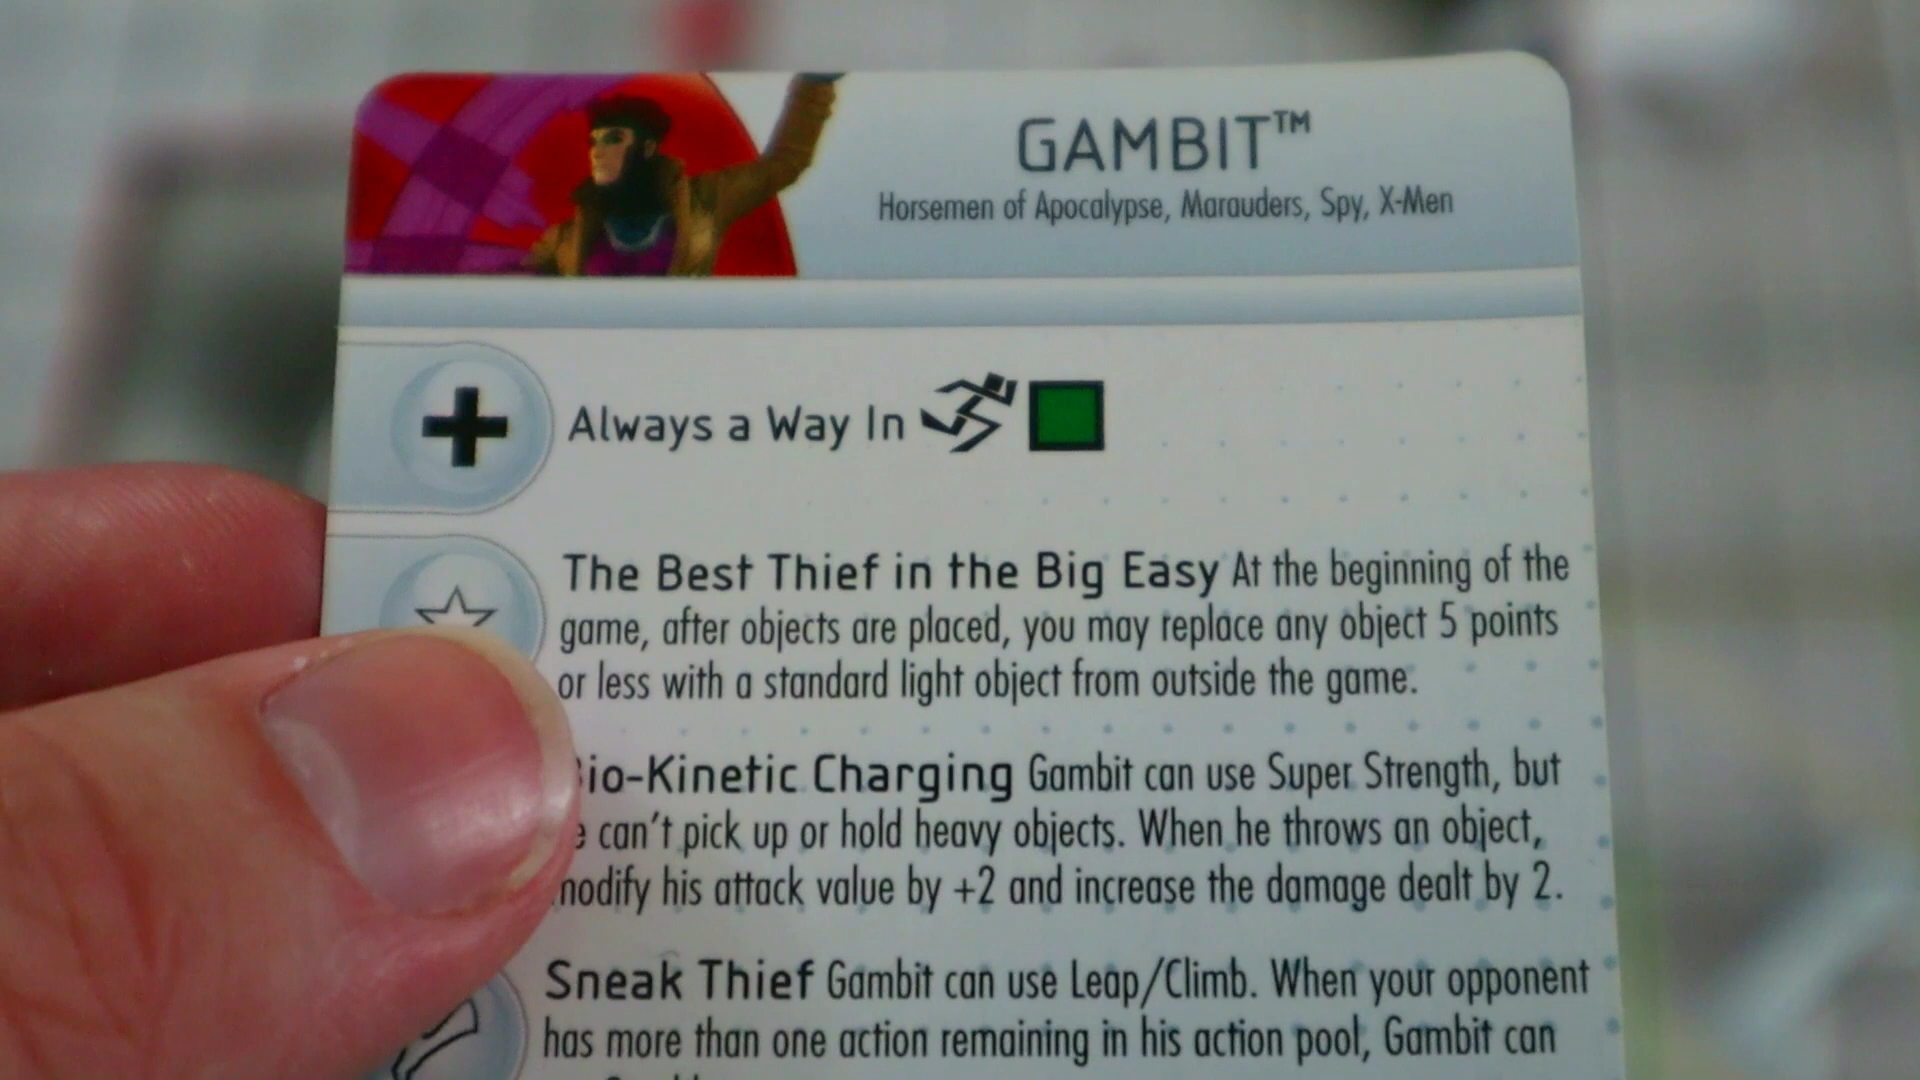 GAMBIT™
Horsemen of Apocalypse, Marauders, Spy, X-Men
Always a Way In
The Best Thief in the Big Easy At the beginning of the
game, after objects are placed, you may replace any object 5 points
or less with a standard light object from outside the game.
io-Kinetic Charging Gambit can use Super Strength, but
e can't pick up or hold heavy objects. When he throws an object,
nodify his attack value by +2 and increase the damage dealt by 2.
Sneak Thief Gambit can use Leap/Climb. When your opponent
has more than one action remaining in his action pool, Gambit can